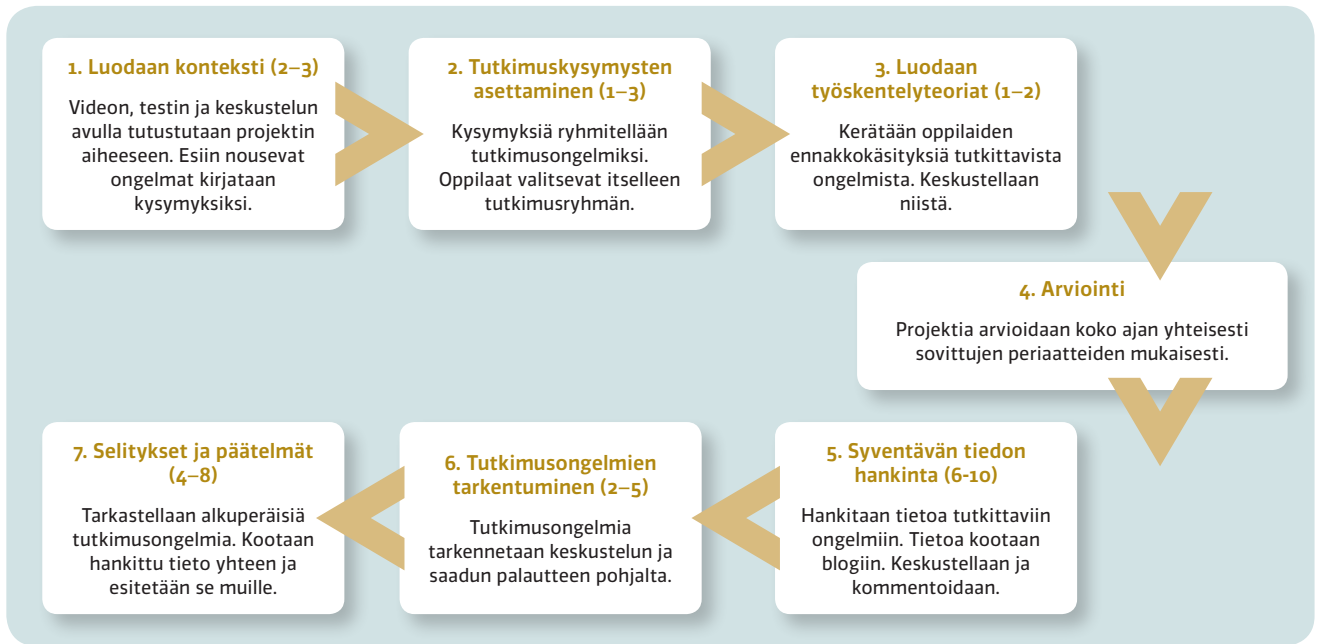 1. Luodaan konteksti (2–3)
Videon, testin ja keskustelun
avulla tutustutaan projektin
aiheeseen. Esiin nousevat
ongelmat kirjataan
kysymyksiksi.
2. Tutkimuskysymysten
asettaminen (1–3)
Kysymyksiä ryhmitellään
tutkimusongelmiksi.
Oppilaat valitsevat itselleen
tutkimusryhmän.
3. Luodaan
työskentelyteoriat (1–2)
Kerätään oppilaiden
ennakkokäsityksiä tutkittavista
ongelmista. Keskustellaan
niistä.
4. Arviointi
Projektia arvioidaan koko ajan yhteisesti
sovittujen periaatteiden mukaisesti.
5. Syventävän tiedon
hankinta (6-10)
Hankitaan tietoa tutkittaviin
ongelmiin. Tietoa kootaan
blogiin. Keskustellaan ja
kommentoidaan.
6. Tutkimusongelmien
tarkentuminen (2–5)
Tutkimusongelmia
tarkennetaan keskustelun ja
saadun palautteen pohjalta.
7. Selitykset ja päätelmät
(4–8)
Tarkastellaan alkuperäisiä
tutkimusongelmia. Kootaan
hankittu tieto yhteen ja
esitetään se muille.